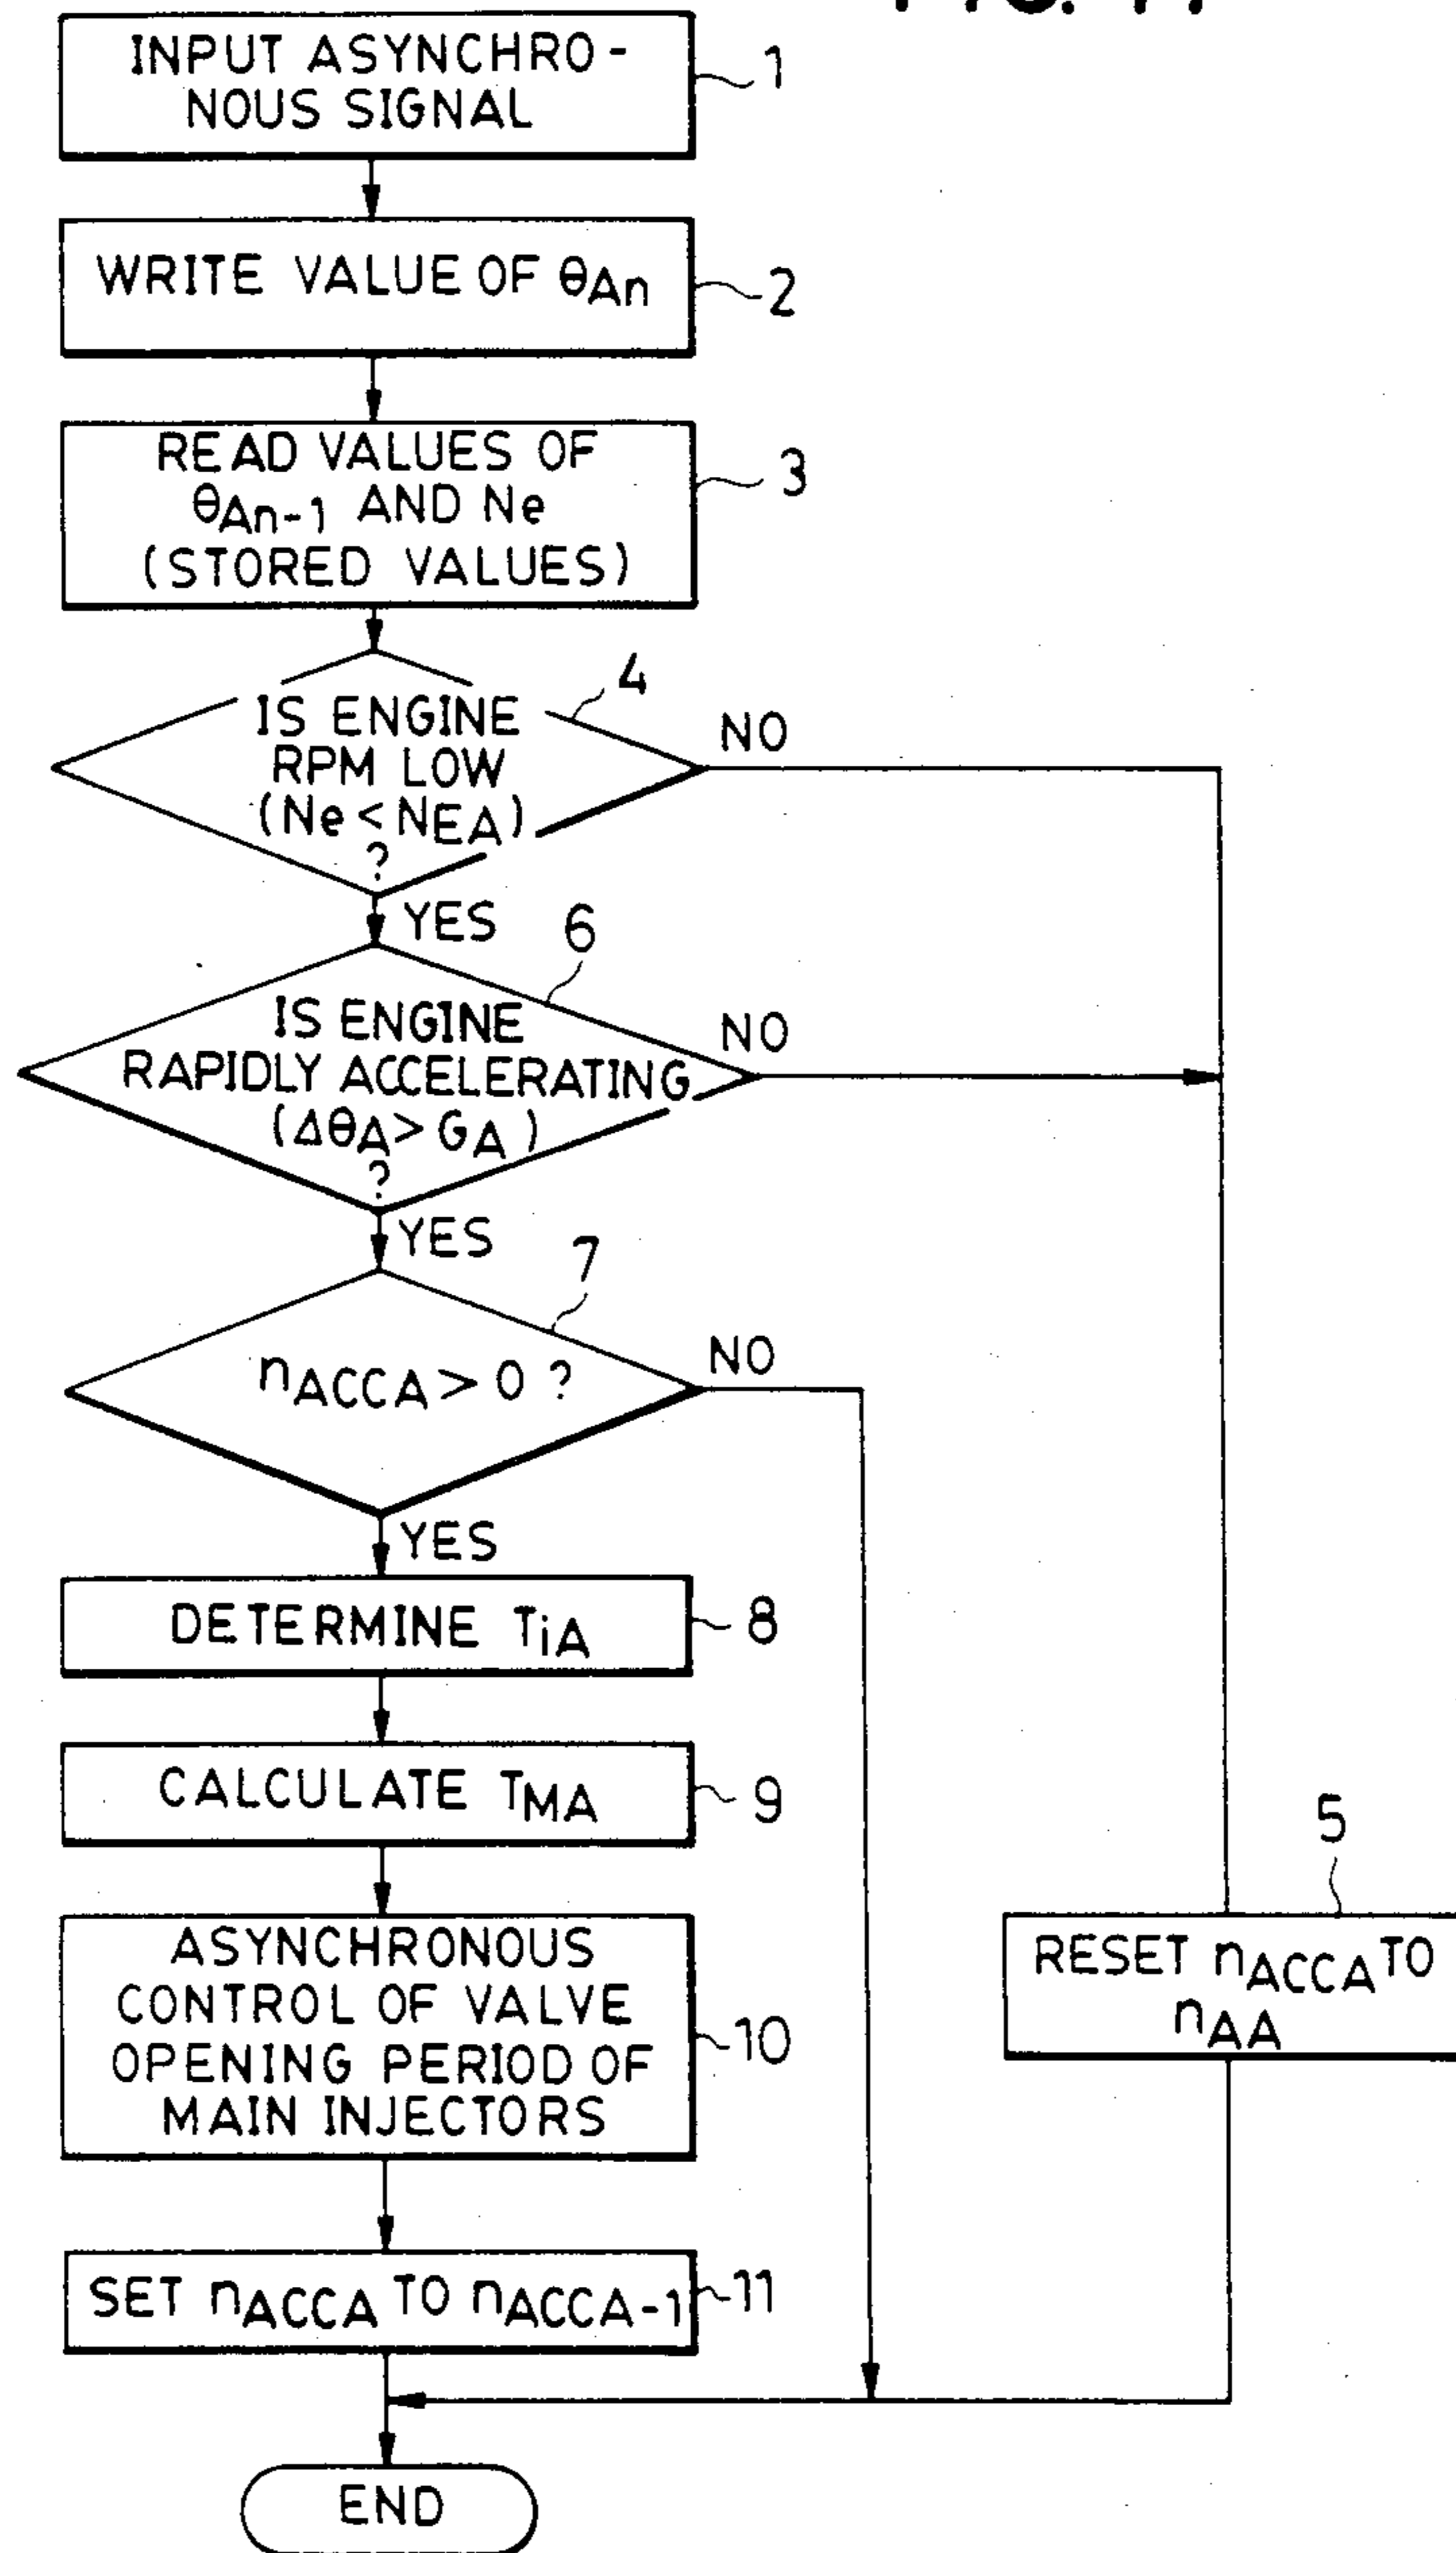 INPUT ASYNCHRO-
NOUS SIGNAL
1
WRITE VALUE OF θAn
2
READ VALUES OF
θAn-1 AND Ne
(STORED VALUES)
3
IS ENGINE
RPM LOW
(Ne < NEA)
?
4
NO
YES
IS ENGINE
RAPIDLY ACCELERATING
(ΔθA > GA)
?
6
NO
YES
nACCA > 0 ?
7
NO
YES
DETERMINE TiA
8
CALCULATE TMA
9
5
RESET nACCA TO
nAA
ASYNCHRONOUS
CONTROL OF VALVE
OPENING PERIOD OF
MAIN INJECTORS
10
SET nACCA TO nACCA-1
11
END